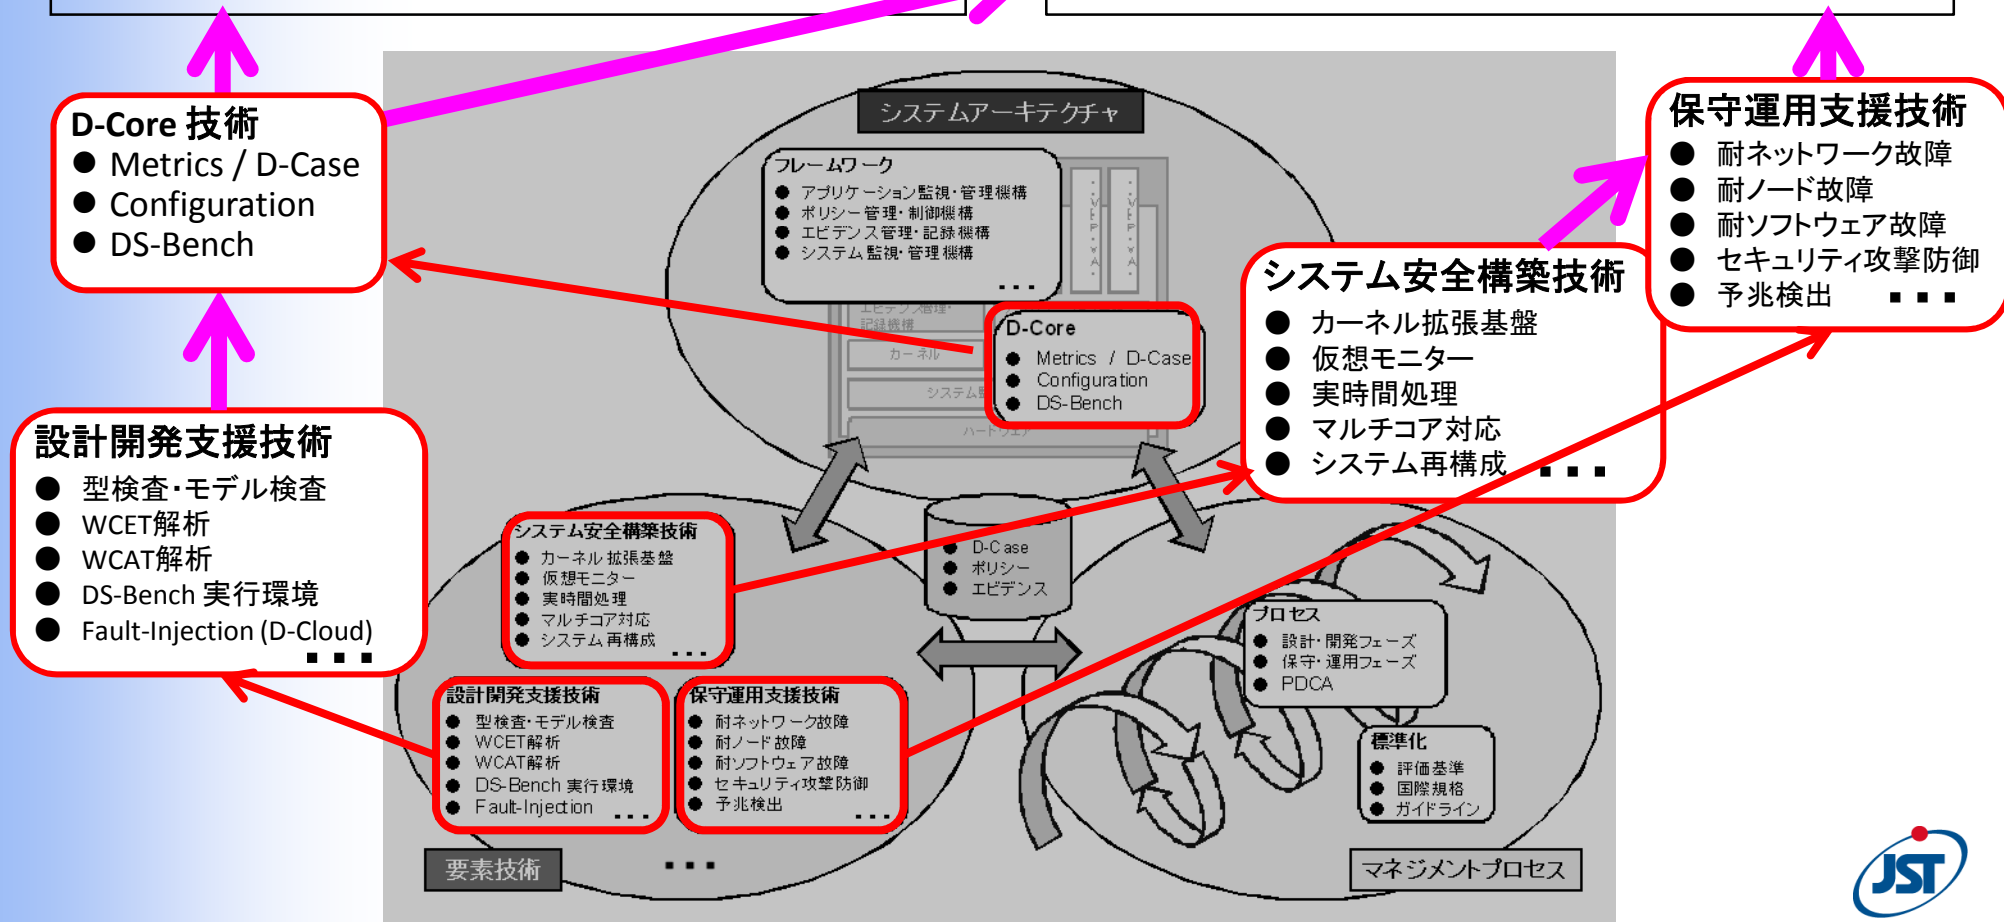 D-Core 技術
● Metrics / D-Case
● Configuration
● DS-Bench
設計開発支援技術
● 型検査・モデル検査
● WCET解析
● WCAT解析
● DS-Bench 実行環境
● Fault-Injection (D-Cloud)
...
システムアーキテクチャ
フレームワーク
● アプリケーション監視・管理機構
● ポリシー管理・制御機構
● エビデンス管理・記録機構
● システム監視・管理機構
...
エビデンス管理・
記録機構
カーネル
システム
ハードウェア
D-Core
● Metrics / D-Case
● Configuration
● DS-Bench
システム安全構築技術
● カーネル拡張基盤
● 仮想モニター
● 実時間処理
● マルチコア対応
● システム再構成 ...
保守運用支援技術
● 耐ネットワーク故障
● 耐ノード故障
● 耐ソフトウェア故障
● セキュリティ攻撃防御
● 予兆検出 ...
システム安全構築技術
● カーネル拡張基盤
● 仮想モニター
● 実時間処理
● マルチコア対応
● システム再構成
...
● D-Case
● ポリシー
● エビデンス
設計開発支援技術
● 型検査・モデル検査
● WCET解析
● WCAT解析
● DS-Bench 実行環境
● Fault-Injection ...
保守運用支援技術
● 耐ネットワーク故障
● 耐ノード故障
● 耐ソフトウェア故障
● セキュリティ攻撃防御
● 予兆検出 ...
要素技術
...
プロセス
● 設計・開発フェーズ
● 保守・運用フェーズ
● PDCA
標準化
● 評価基準
● 国際規格
● ガイドライン
マネジメントプロセス
JST